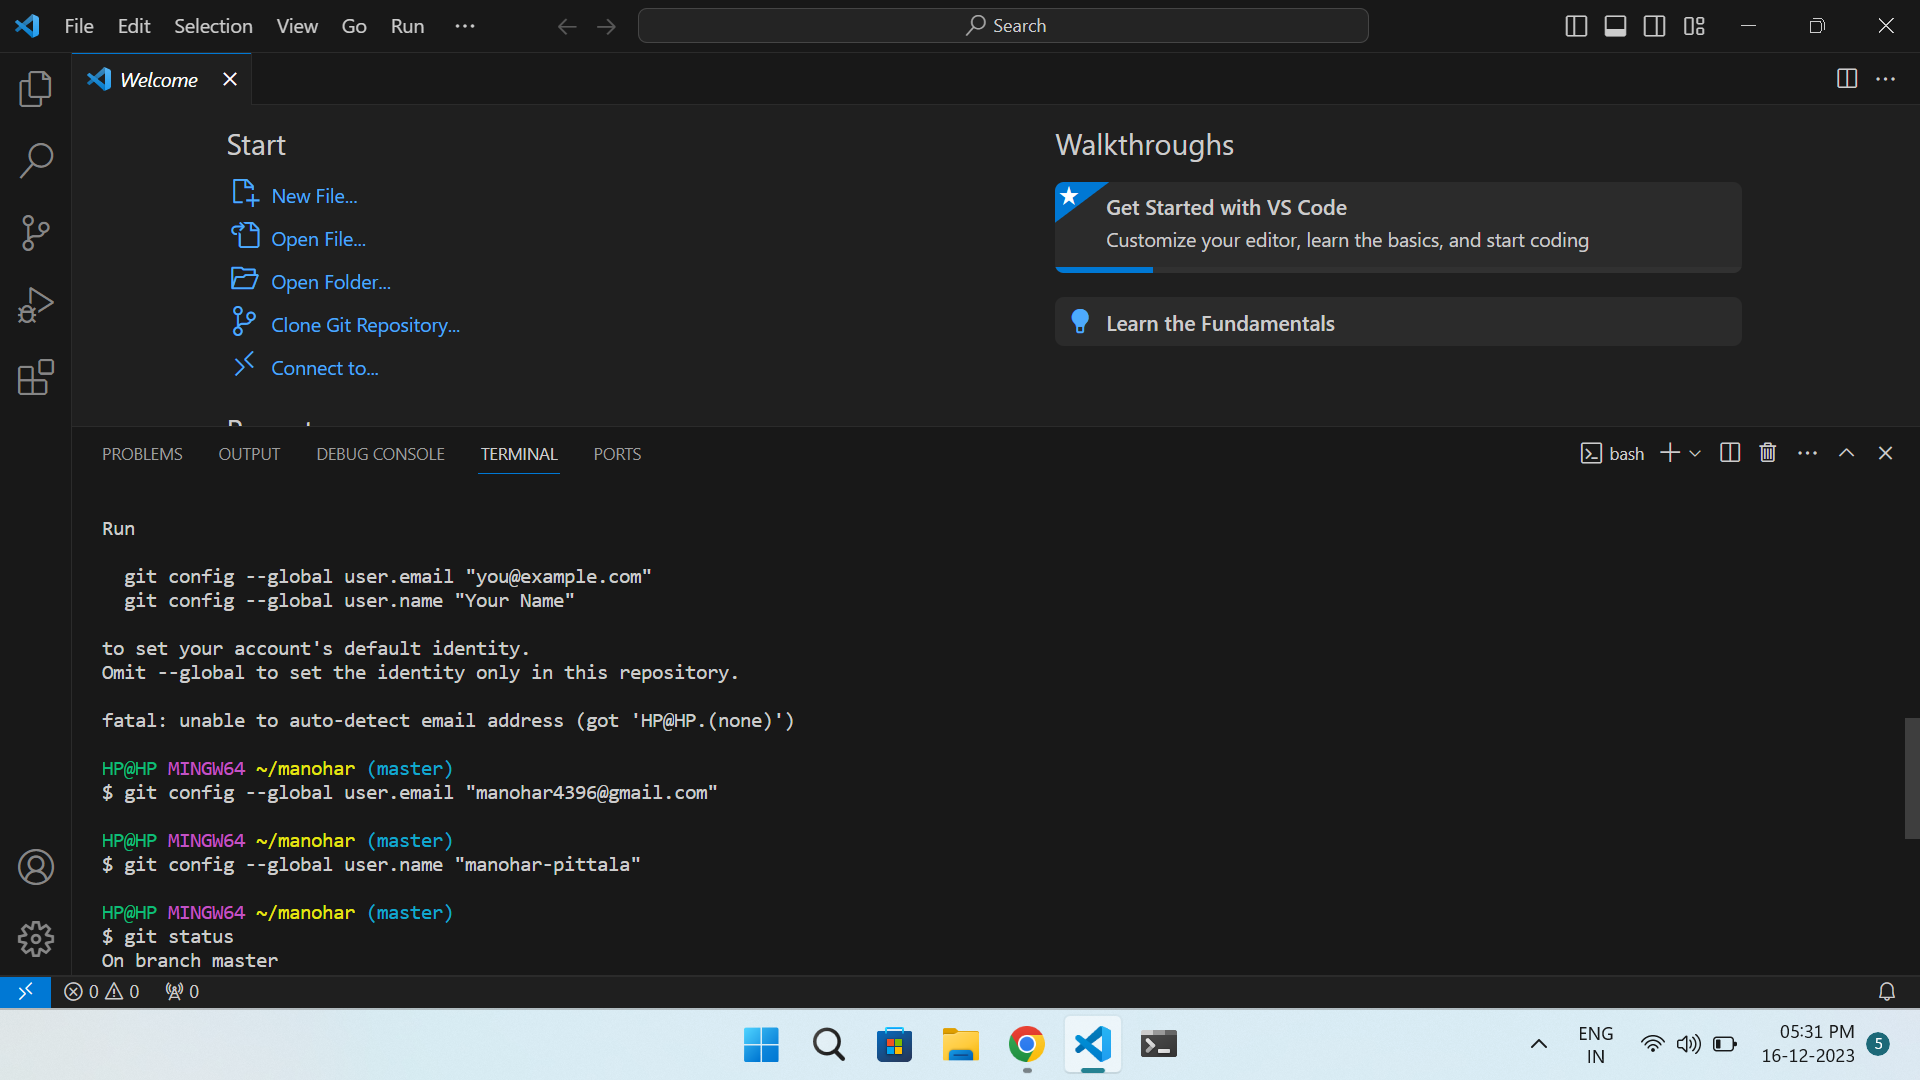 File Edit Selection View Go Run ...
Search
Welcome
Start
New File...
Open File...
Open Folder...
Clone Git Repository...
Connect to...
Walkthroughs
Get Started with VS Code
Customize your editor, learn the basics, and start coding
Learn the Fundamentals
PROBLEMS OUTPUT DEBUG CONSOLE TERMINAL PORTS
bash
Run
git config --global user.email "you@example.com"
git config --global user.name "Your Name"
to set your account's default identity.
Omit --global to set the identity only in this repository.
fatal: unable to auto-detect email address (got 'HP@HP.(none)')
HP@HP MINGW64 ~/manohar (master)
$ git config --global user.email "manohar4396@gmail.com"
HP@HP MINGW64 ~/manohar (master)
$ git config --global user.name "manohar-pittala"
HP@HP MINGW64 ~/manohar (master)
$ git status
On branch master
0 0 0
ENG
IN
05:31 PM
16-12-2023
5